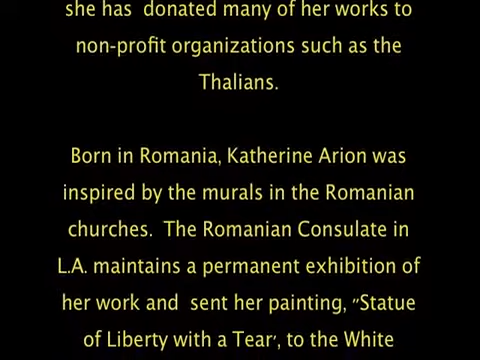 she has  donated many of her works to
non-profit organizations such as the
Thalians.
Born in Romania, Katherine Arion was
inspired by the murals in the Romanian
churches.  The Romanian Consulate in
L.A. maintains a permanent exhibition of
her work and  sent her painting, "Statue
of Liberty with a Tear', to the White